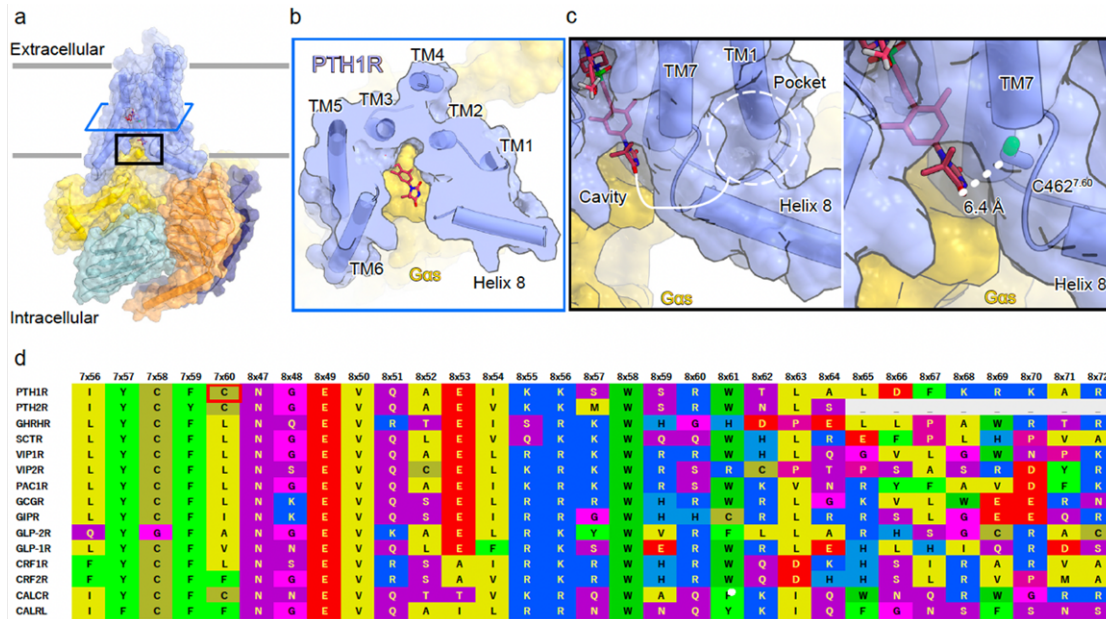 a
Extracellular
Intracellular
b
PTH1R
TM4
TM5
TM3
TM2
TM1
TM6
Gαs
Helix 8
c
TM7
TM1
Pocket
Cavity
Helix 8
Gαs
TM7
C4627.60
6.4 Å
Gαs
Helix 8
d
7x56 7x57 7x58 7x59 7x60 8x47 8x48 8x49 8x50 8x51 8x52 8x53 8x54 8x55 8x56 8x57 8x58 8x59 8x60 8x61 8x62 8x63 8x64 8x65 8x66 8x67 8x68 8x69 8x70 8x71 8x72
PTH1R I Y C F C N G E V Q A E I K K S W S R W T L A L D F K R K A R
PTH2R I Y C Y C N G E V Q A E V K K M W S R W N L S _ _ _ _ _ _ _ _
GHRHR L Y C F L N Q E V R T E I S R K W H G H D P E L L P A W R T R
SCTR L Y C F L N G E V Q L E V Q K K W Q Q W H L R E F P L H P V A
VIP1R L Y C F L N G E V Q A E L R R K W R R W H L Q G V L G W N P K
VIP2R L Y C F L N S E V Q C E L K R K W R S R C P T P S A S R D Y R
PAC1R L Y C F L N G E V Q A E I K R K W R S W K V N R Y F A V D F K
GCGR L Y C F L N K E V Q S E L R R R W H R W R L G K V L W E E R N
GIPR I Y C F I N K E V Q S E I R R G W H H C R L R R S L G E E Q R
GLP-2R Q Y G F A N G E V K A E L R K Y W V R F L L A R H S G C R A C
GLP-1R L Y C F V N N E V Q L E F R K S W E R W R L E H L H I Q R D S
CRF1R F Y C F L N S E V R S A I R K R W H R W Q D K H S I R A R V A
CRF2R F Y C F F N G E V R S A V R K R W H R W Q D H H S L R V P M A
CALCR I Y C F C N N E V Q T T V K R Q W A Q K I Q W N Q R W G R R
CALRL I F C F F N G E V Q A I L R R N W N Q Y K I Q F G N S F S N S